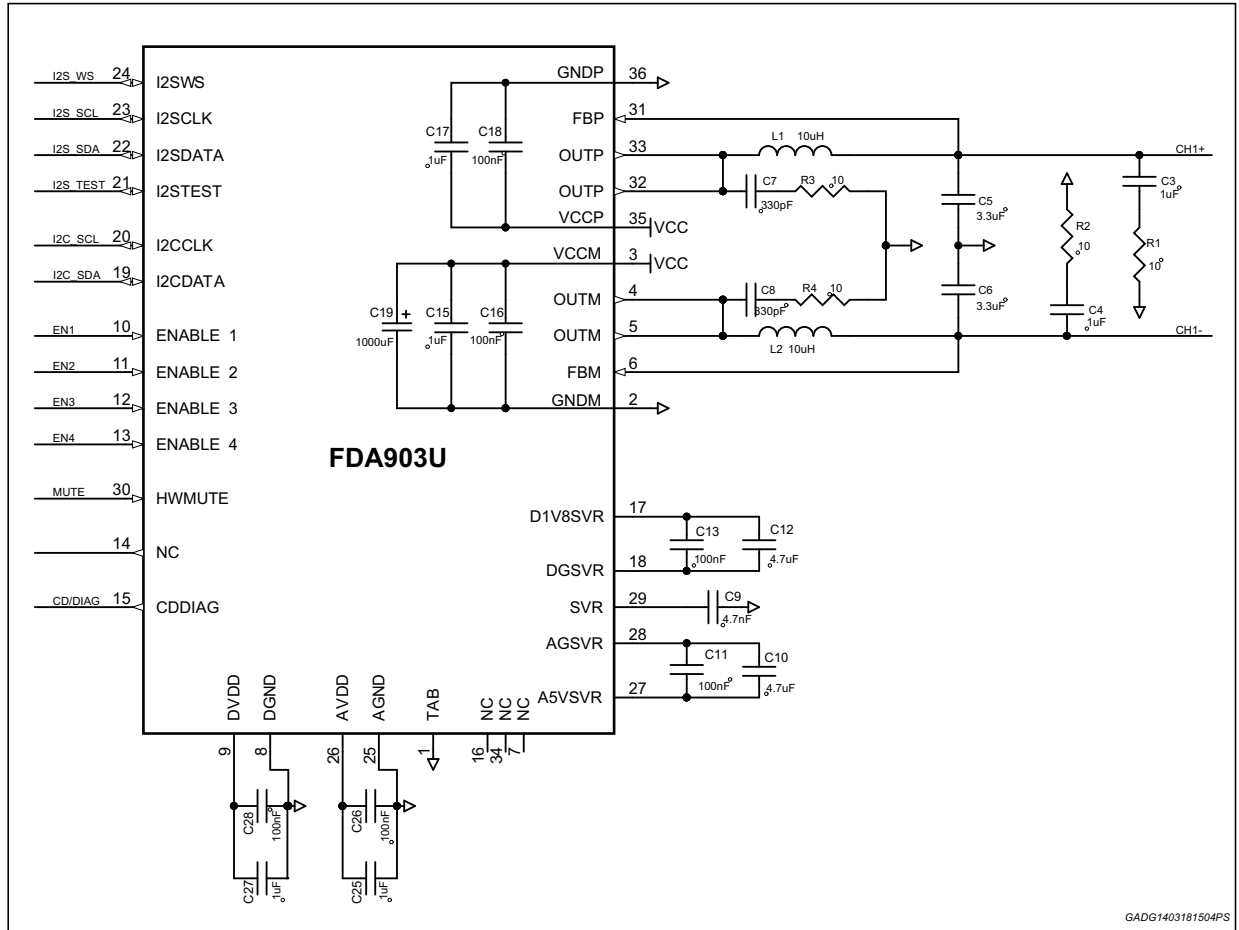 I2S_WS 24 I2SWS
I2S_SCL 23 I2SCLK
I2S_SDA 22 I2SDATA
I2S_TEST 21 I2STEST
I2C_SCL 20 I2CCLK
I2C_SDA 19 I2CDATA
EN1 10 ENABLE 1
EN2 11 ENABLE 2
EN3 12 ENABLE 3
EN4 13 ENABLE 4
MUTE 30 HWMUTE
14 NC
CD/DIAG 15 CDDIAG
FDA903U
GNDP 36
FBP 31
OUTP 33
OUTP 32
VCCP 35 VCC
VCCM 3 VCC
OUTM 4
OUTM 5
FBM 6
GNDM 2
D1V8SVR 17
DGSVR 18
SVR 29
AGSVR 28
A5VSVR 27
C17
1uF
C18
100nF
C19 +
1000uF
C15
1uF
C16
100nF
L1 10uH
C7
330pF
R3 10
C8
330pF
R4 10
L2 10uH
C5
3.3uF
C6
3.3uF
R2
10
C4
1uF
C3
1uF
R1
10
CH1+
CH1-
C13
100nF
C12
4.7uF
C9
4.7nF
C11
100nF
C10
4.7uF
DVDD 9
DGND 8
AVDD 26
AGND 25
TAB 1
NC 16
NC 34
NC 7
C28
100nF
C27
1uF
C26
100nF
C25
1uF
GADG1403181504PS